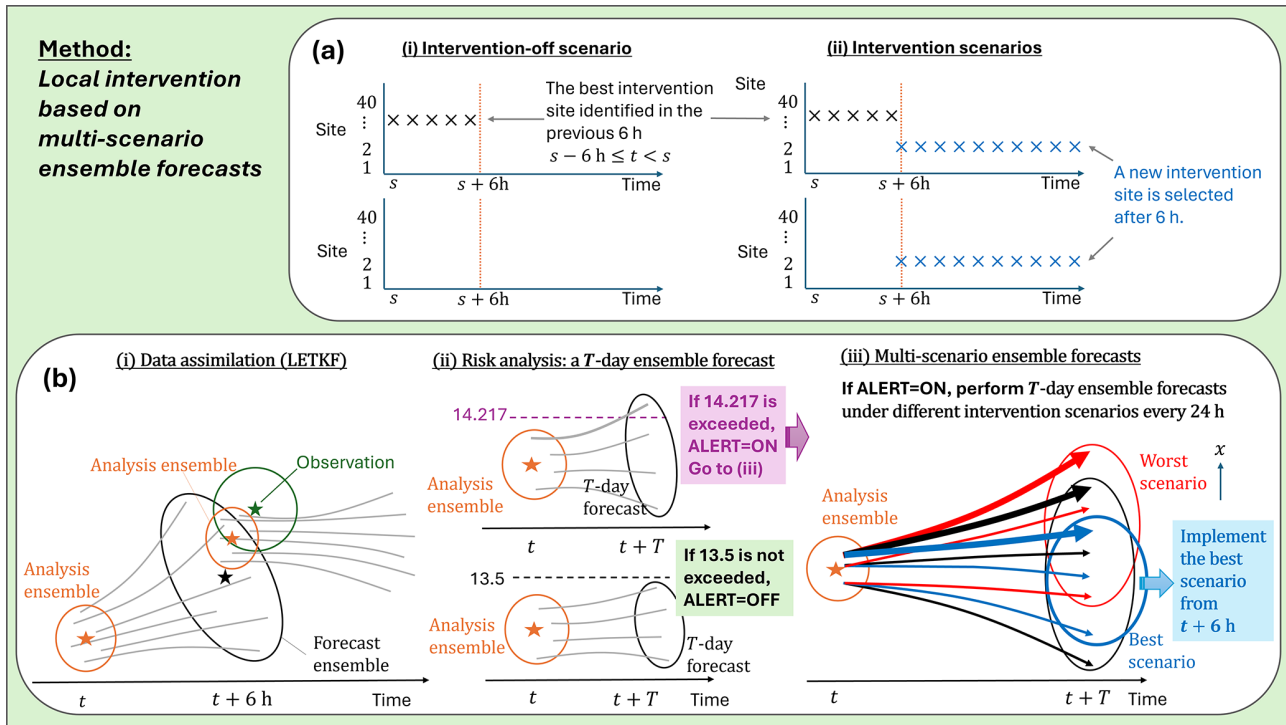 Method:
Local intervention
based on
multi-scenario
ensemble forecasts
(a)
(i) Intervention-off scenario
Site
40
⋮
2
1
s
s + 6h
Time
The best intervention
site identified in the
previous 6 h
s − 6 h ≤ t < s
Site
40
⋮
2
1
s
s + 6h
Time
(ii) Intervention scenarios
Site
40
⋮
2
1
s
s + 6h
Time
A new intervention
site is selected
after 6 h.
Site
40
⋮
2
1
s
s + 6h
Time
(b)
(i) Data assimilation (LETKF)
Analysis ensemble
Observation
Analysis
ensemble
Forecast
ensemble
t
t + 6 h
Time
(ii) Risk analysis: a T-day ensemble forecast
14.217
If 14.217 is
exceeded,
ALERT=ON
Go to (iii)
Analysis
ensemble
T-day
forecast
t
t + T
13.5
If 13.5 is not
exceeded,
ALERT=OFF
Analysis
ensemble
T-day
forecast
t
t + T
Time
(iii) Multi-scenario ensemble forecasts
If ALERT=ON, perform T-day ensemble forecasts
under different intervention scenarios every 24 h
Analysis
ensemble
Worst
scenario
x
Implement
the best
scenario
from
t + 6 h
Best
scenario
t
t + T
Time